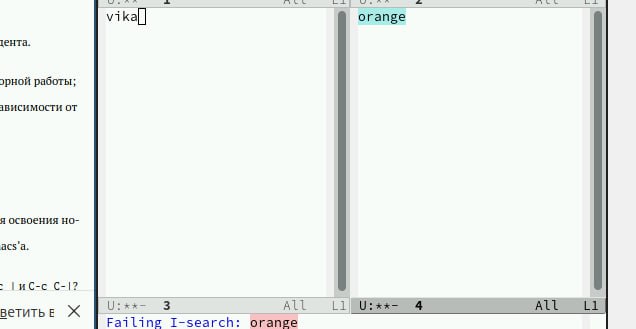 U:**- 1 All L1
U:**- 2 All L1
vika
orange
дента.
орной работы;
ависимости от
я освоения но-
acs'а.
и C-c C-l?
ветить в
U:**- 3 All L1
U:**- 4 All L1
Failing I-search: orange